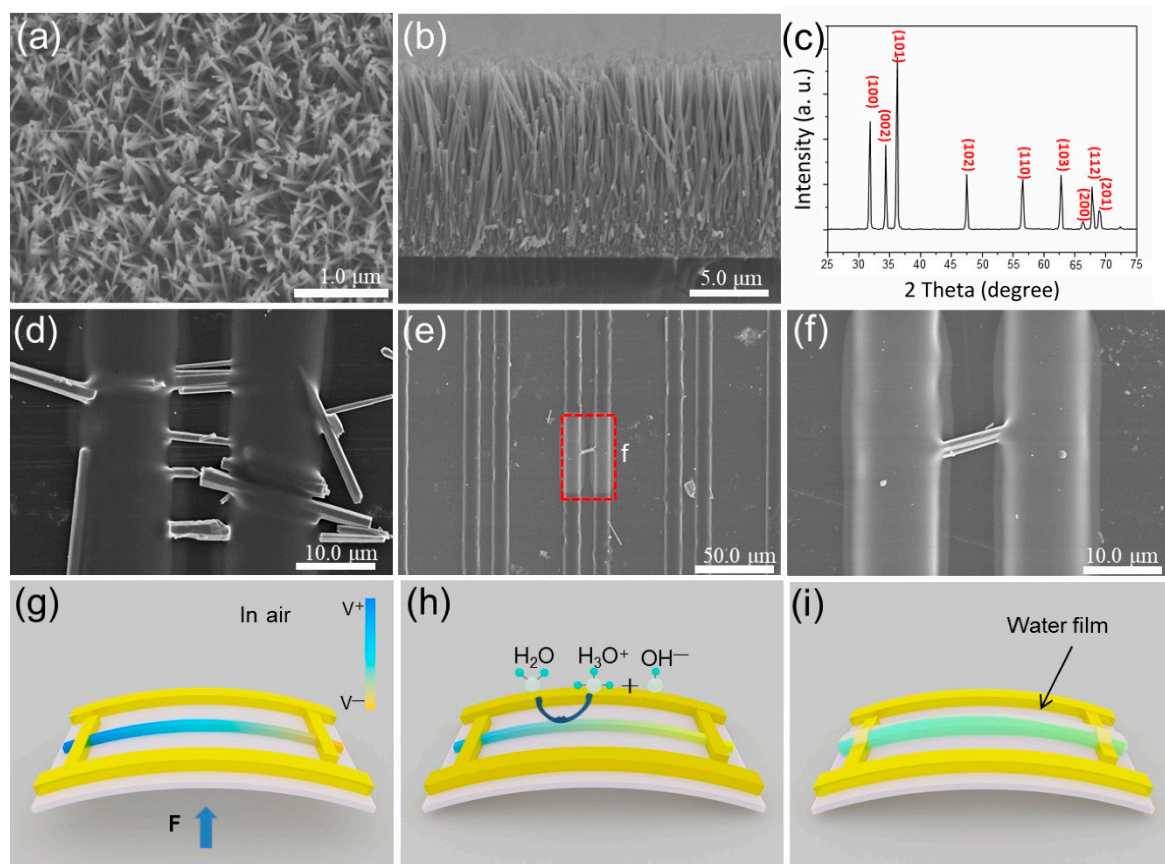 (a)
1.0 μm
(b)
5.0 μm
(c)
Intensity (a. u.)
(100)
(002)
(101)
(102)
(110)
(103)
(200)
(112)
(201)
25 30 35 40 45 50 55 60 65 70 75
2 Theta (degree)
(d)
10.0 μm
(e)
f
50.0 μm
(f)
10.0 μm
(g)
In air
V+
V—
F
(h)
H₂O
H₃O⁺
+
OH—
(i)
Water film